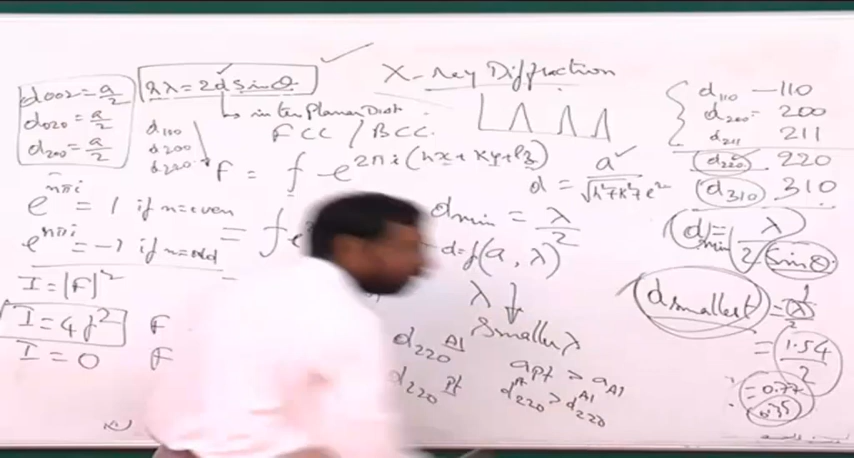 X-ray Diffraction
d002 = a/2
d020 = a/2
d200 = a/2
nλ = 2d sinθ
↳ interPlanar Dist
d110
d200
d220
FCC / BCC
F = f e^{2πi(hx+ky+lz)}
e^{nπi} = 1 if n=even
e^{nπi} = -1 if n=odd
= f e
I = |F|²
I = 4f²
F
I = 0
F
d = a/√h²+k²+l²
dmin = λ/2
d = f(a, λ)
λ ↓
Smaller λ
d220 Al
d220 Pt
aPt > aAl
d220 Pt > d220 Al
d110 — 110
d200 = 200
d211 211
d220 220
d310 310
dmin = λ/2 sinθ
dsmallest = λ/2
= 1.54/2
= 0.77